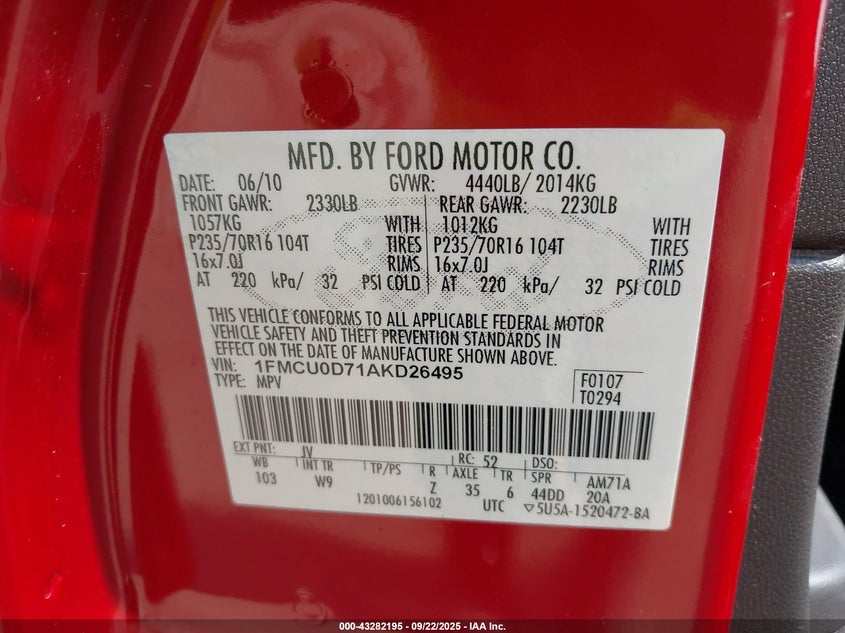 MFD. BY FORD MOTOR CO.
DATE: 06/10 GVWR: 4440LB/ 2014KG
FRONT GAWR: 2330LB REAR GAWR: 2230LB
1057KG WITH 1012KG WITH
P235/70R16 104T TIRES P235/70R16 104T TIRES
16x7.0J RIMS 16x7.0J RIMS
AT 220 kPa/ 32 PSI COLD AT 220 kPa/ 32 PSI COLD
THIS VEHICLE CONFORMS TO ALL APPLICABLE FEDERAL MOTOR
VEHICLE SAFETY AND THEFT PREVENTION STANDARDS IN
EFFECT ON THE DATE OF MANUFACTURE SHOWN ABOVE.
VIN: 1FMCU0D71AKD26495
TYPE: MPV
F0107
T0294
EXT PNT: JV RC: 52 DSO:
WB INT TR TP/PS R AXLE TR SPR AM71A
103 W9 Z 35 6 44DD 20A
1201006156102 UTC ▽5U5A-1520472-BA
000-43282195 - 09/22/2025 - IAA Inc.